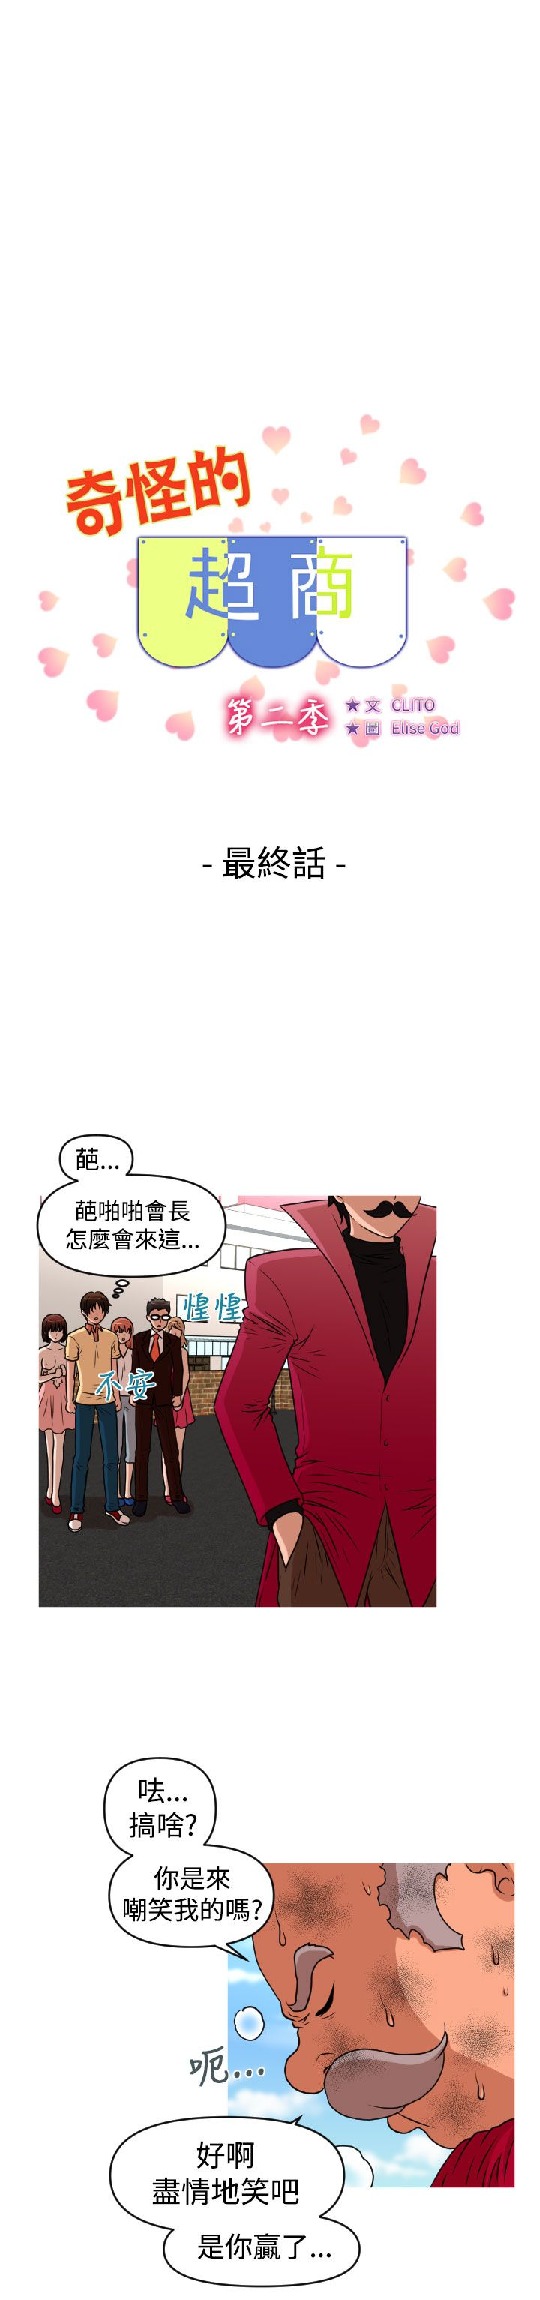 奇怪的
超商
第二季
★文 CLITO
★圖 Elise God
- 最終話 -
葩...
葩啪啪會長
怎麼會來這...
惶惶
不安
呿...
搞啥?
你是來
嘲笑我的嗎?
呃...
好啊
盡情地笑吧
是你贏了...